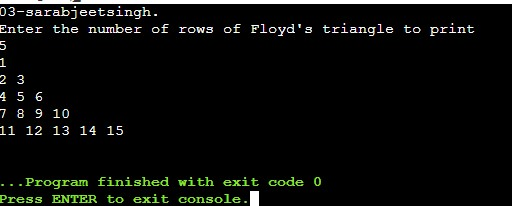 03-sarabjeetsingh.
Enter the number of rows of Floyd's triangle to print
5
1
2 3
4 5 6
7 8 9 10
11 12 13 14 15
...Program finished with exit code 0
Press ENTER to exit console.